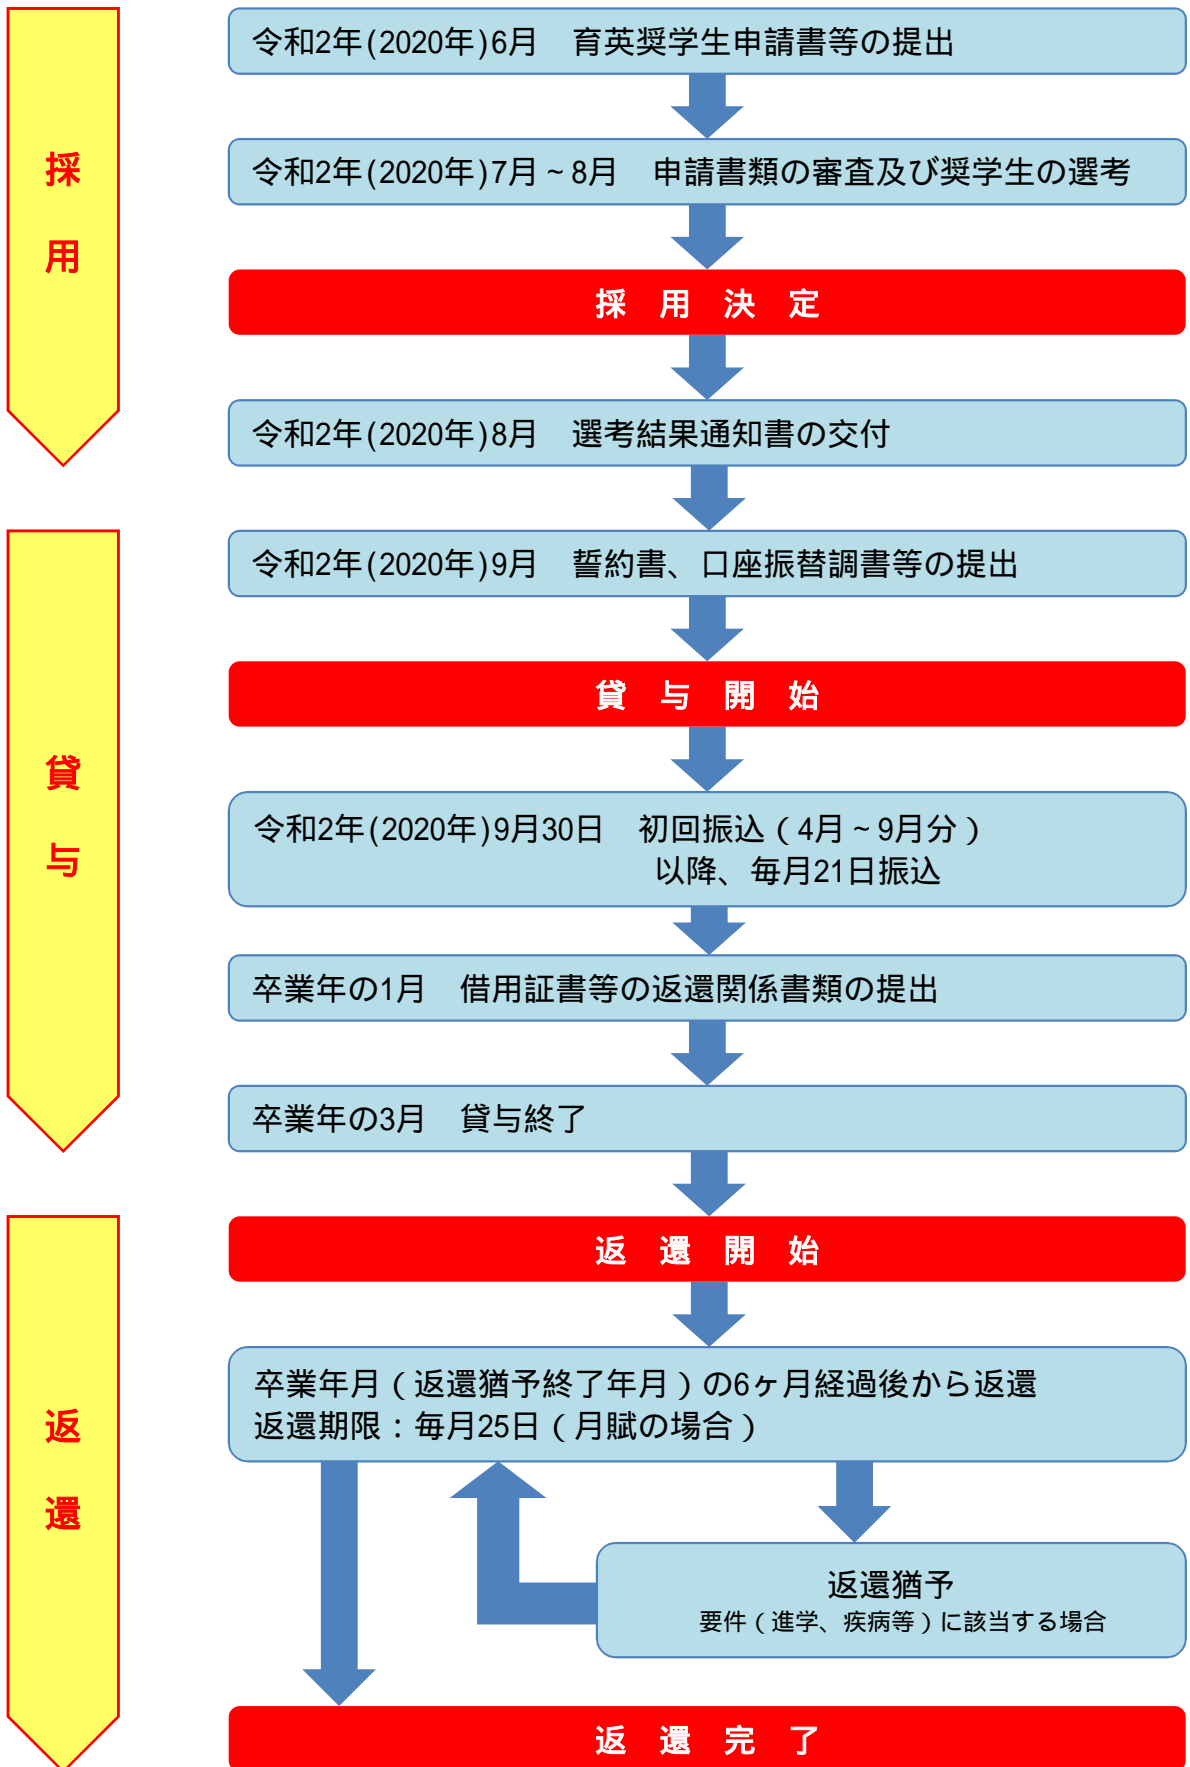 採用
令和2年(2020年)6月　育英奨学生申請書等の提出
令和2年(2020年)7月~8月　申請書類の審査及び奨学生の選考
採　用　決　定
令和2年(2020年)8月　選考結果通知書の交付
貸与
令和2年(2020年)9月　誓約書、口座振替調書等の提出
貸　与　開　始
令和2年(2020年)9月30日　初回振込（4月~9月分）
以降、毎月21日振込
卒業年の1月　借用証書等の返還関係書類の提出
卒業年の3月　貸与終了
返還
返　還　開　始
卒業年月（返還猶予終了年月）の6ヶ月経過後から返還
返還期限：毎月25日（月賦の場合）
返還猶予
要件（進学、疾病等）に該当する場合
返　還　完　了